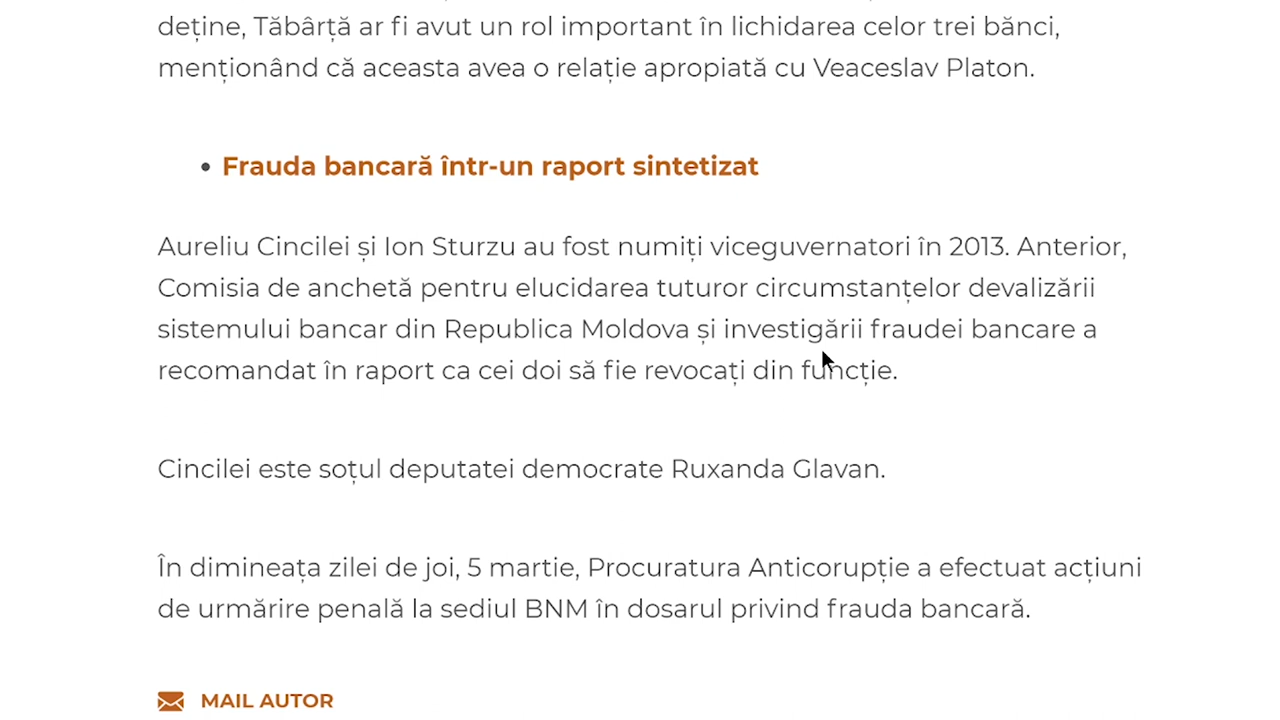 deține, Tăbârță ar fi avut un rol important în lichidarea celor trei bănci,
menționând că aceasta avea o relație apropiată cu Veaceslav Platon.
• Frauda bancară într-un raport sintetizat
Aureliu Cincilei și Ion Sturzu au fost numiți viceguvernatori în 2013. Anterior,
Comisia de anchetă pentru elucidarea tuturor circumstanțelor devalizării
sistemului bancar din Republica Moldova și investigării fraudei bancare a
recomandat în raport ca cei doi să fie revocați din funcție.
Cincilei este soțul deputatei democrate Ruxanda Glavan.
În dimineața zilei de joi, 5 martie, Procuratura Anticorupție a efectuat acțiuni
de urmărire penală la sediul BNM în dosarul privind frauda bancară.
MAIL AUTOR